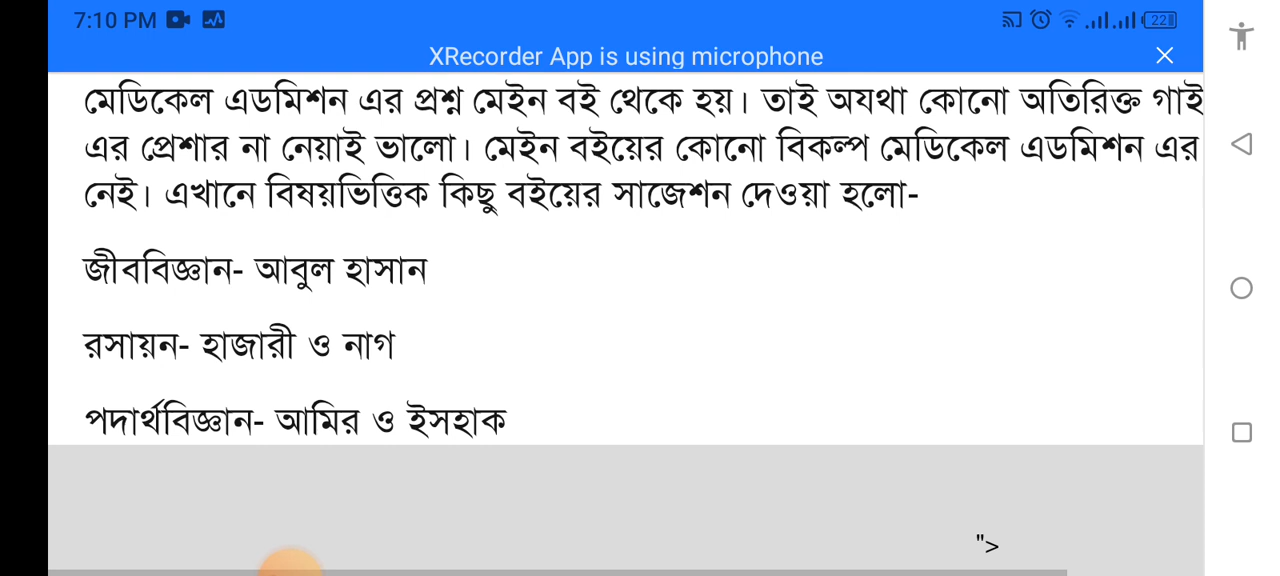 7:10 PM 22
XRecorder App is using microphone
মেডিকেল এডমিশন এর প্রশ্ন মেইন বই থেকে হয়। তাই অযথা কোনো অতিরিক্ত গাই
এর প্রেশার না নেয়াই ভালো। মেইন বইয়ের কোনো বিকল্প মেডিকেল এডমিশন এর
নেই। এখানে বিষয়ভিত্তিক কিছু বইয়ের সাজেশন দেওয়া হলো-
জীববিজ্ঞান- আবুল হাসান
রসায়ন- হাজারী ও নাগ
পদার্থবিজ্ঞান- আমির ও ইসহাক
">